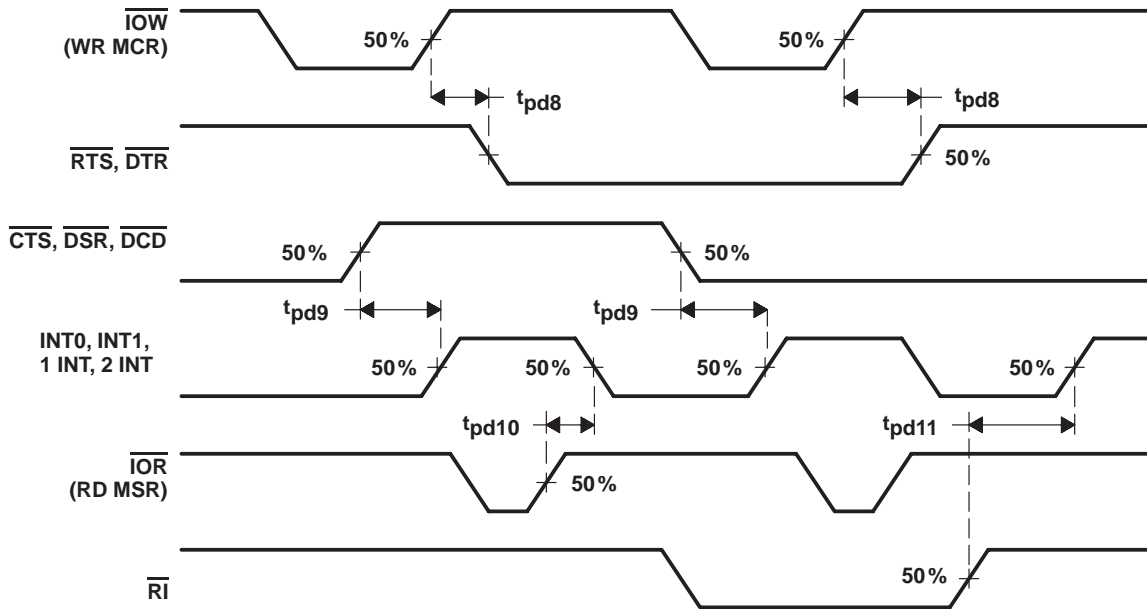 IOW
(WR MCR)
50%
50%
tpd8
tpd8
RTS, DTR
50%
CTS, DSR, DCD
50%
50%
tpd9
tpd9
INT0, INT1,
1 INT, 2 INT
50%
50%
50%
50%
tpd10
tpd11
IOR
(RD MSR)
50%
50%
RI